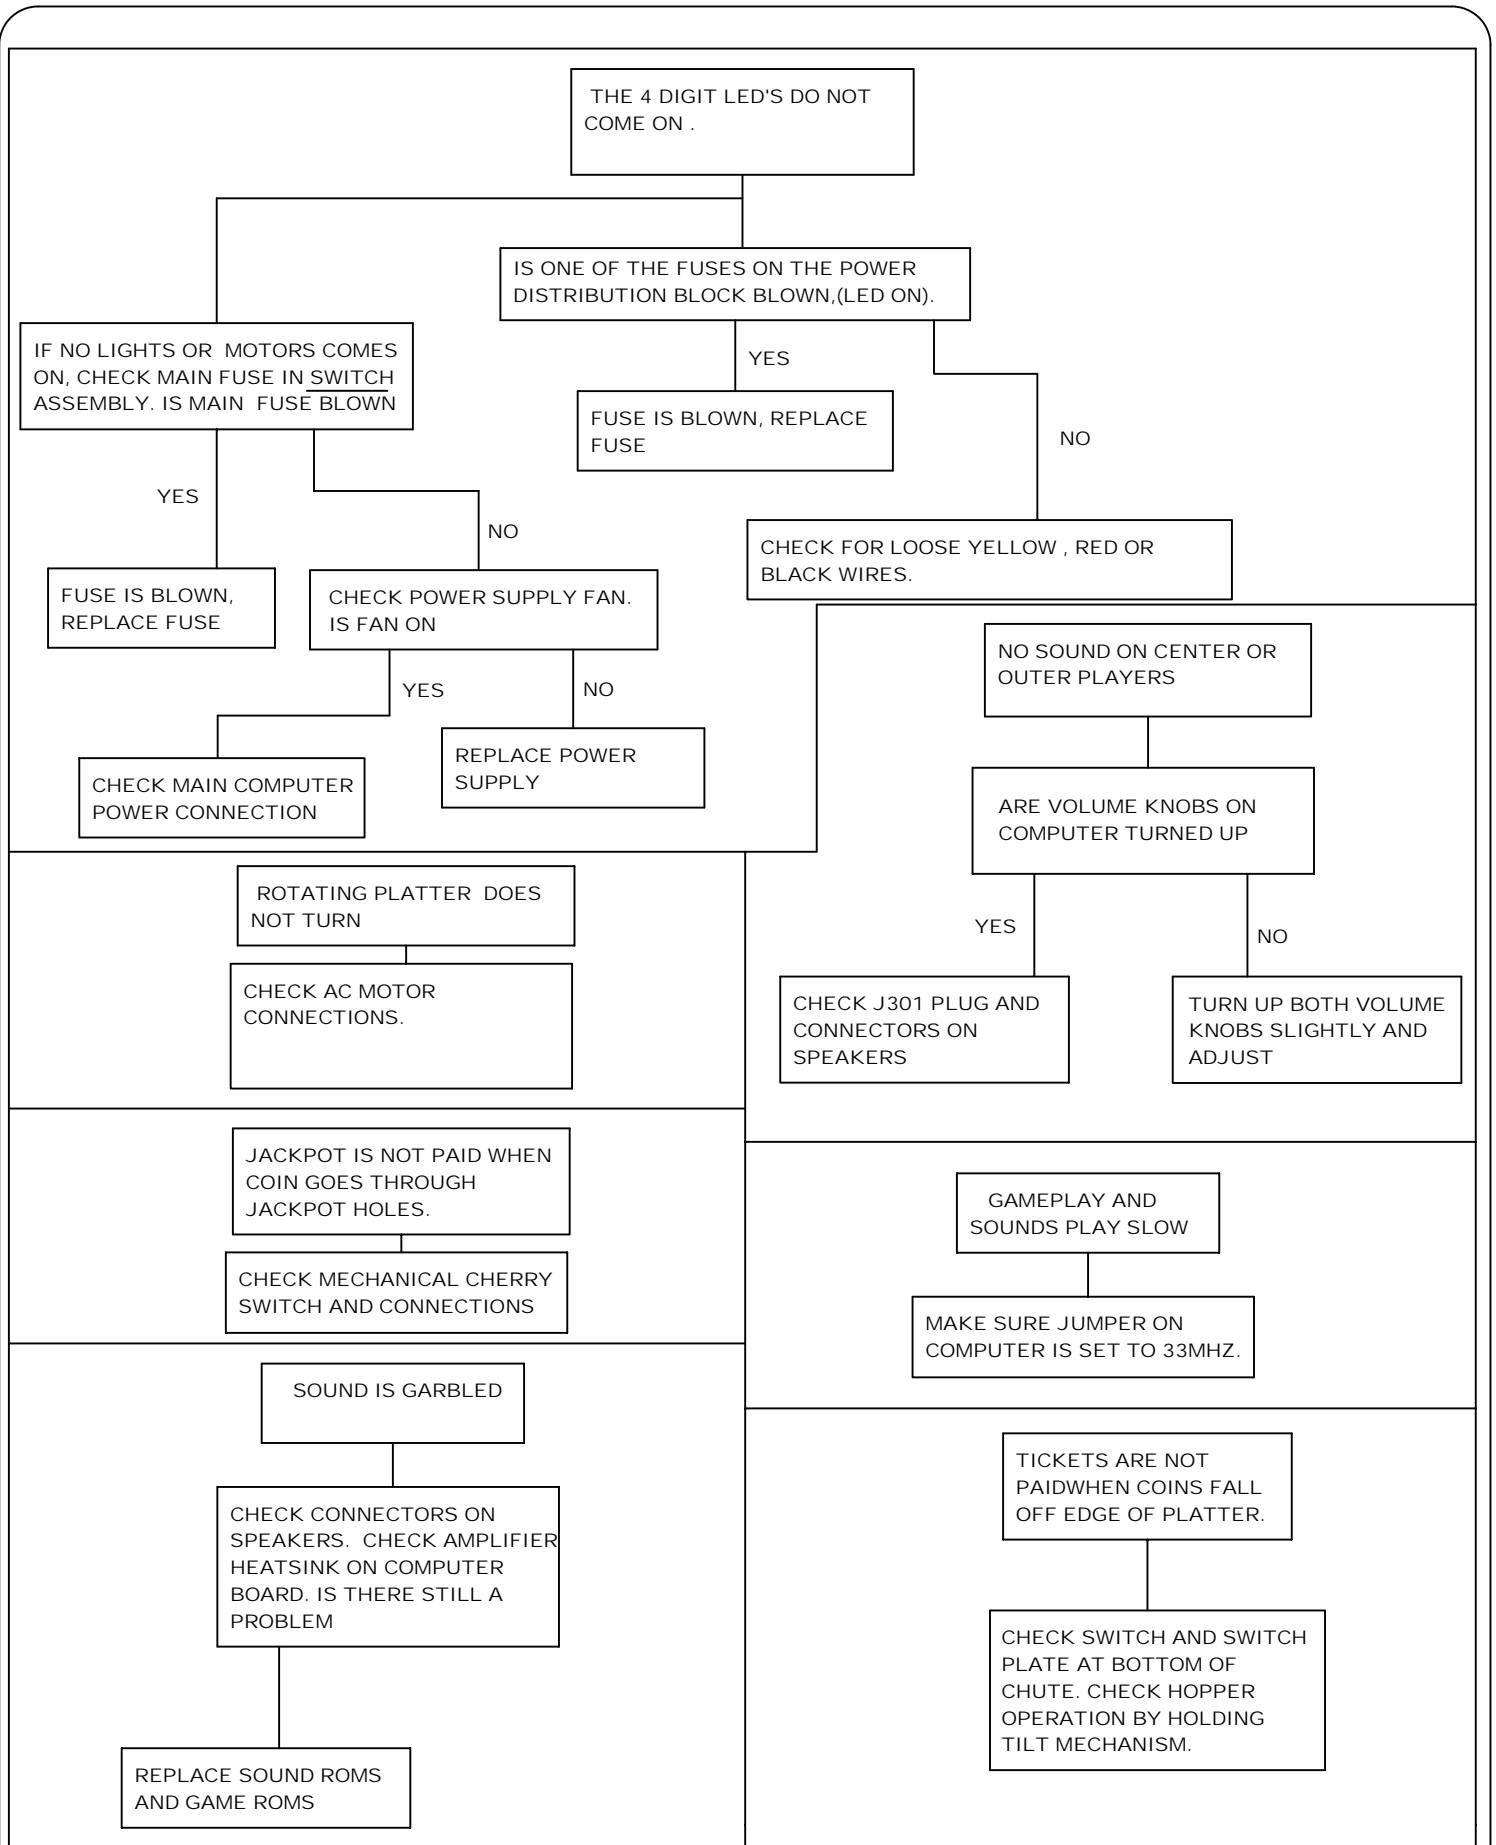 THE 4 DIGIT LED'S DO NOT
COME ON .
IS ONE OF THE FUSES ON THE POWER
DISTRIBUTION BLOCK BLOWN,(LED ON).
IF NO LIGHTS OR MOTORS COMES
ON, CHECK MAIN FUSE IN SWITCH
ASSEMBLY. IS MAIN FUSE BLOWN
YES
FUSE IS BLOWN, REPLACE
FUSE
NO
YES
NO
CHECK FOR LOOSE YELLOW , RED OR
BLACK WIRES.
FUSE IS BLOWN,
REPLACE FUSE
CHECK POWER SUPPLY FAN.
IS FAN ON
YES
NO
CHECK MAIN COMPUTER
POWER CONNECTION
REPLACE POWER
SUPPLY
NO SOUND ON CENTER OR
OUTER PLAYERS
ARE VOLUME KNOBS ON
COMPUTER TURNED UP
YES
NO
CHECK J301 PLUG AND
CONNECTORS ON
SPEAKERS
TURN UP BOTH VOLUME
KNOBS SLIGHTLY AND
ADJUST
ROTATING PLATTER DOES
NOT TURN
CHECK AC MOTOR
CONNECTIONS.
JACKPOT IS NOT PAID WHEN
COIN GOES THROUGH
JACKPOT HOLES.
CHECK MECHANICAL CHERRY
SWITCH AND CONNECTIONS
GAMEPLAY AND
SOUNDS PLAY SLOW
MAKE SURE JUMPER ON
COMPUTER IS SET TO 33MHZ.
SOUND IS GARBLED
CHECK CONNECTORS ON
SPEAKERS. CHECK AMPLIFIER
HEATSINK ON COMPUTER
BOARD. IS THERE STILL A
PROBLEM
REPLACE SOUND ROMS
AND GAME ROMS
TICKETS ARE NOT
PAIDWHEN COINS FALL
OFF EDGE OF PLATTER.
CHECK SWITCH AND SWITCH
PLATE AT BOTTOM OF
CHUTE. CHECK HOPPER
OPERATION BY HOLDING
TILT MECHANISM.